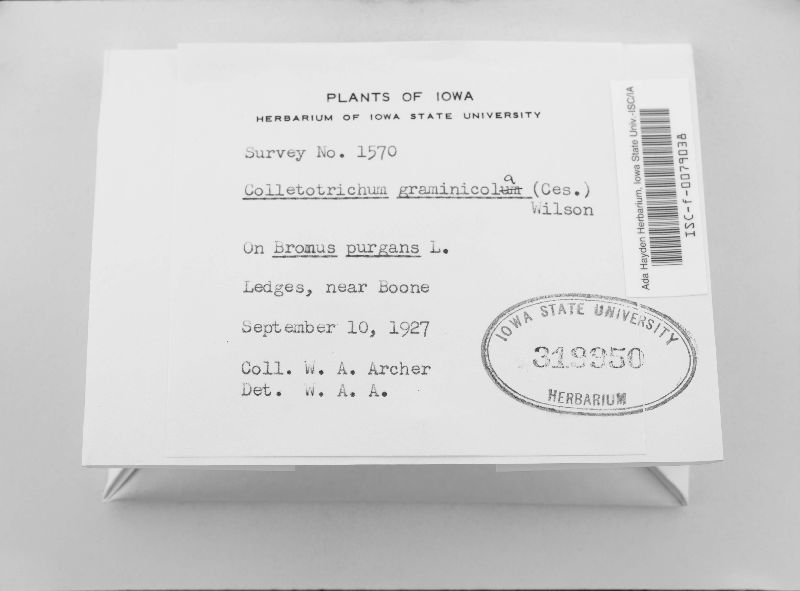 PLANTS OF IOWA
HERBARIUM OF IOWA STATE UNIVERSITY
Survey No. 1570
Colletotrichum graminicola (Ces.)
Wilson
On Bromus purgans L.
Ledges, near Boone
September 10, 1927
Coll. W. A. Archer
Det. W. A. A.
Ada Hayden Herbarium, Iowa State Univ.-ISC/IA
ISC-f-0079038
IOWA STATE UNIVERSITY
319950
HERBARIUM